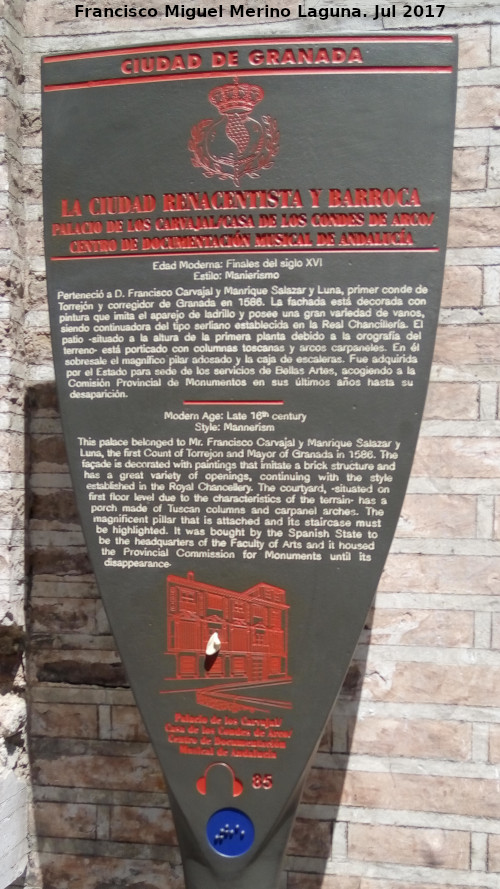 Francisco Miguel Merino Laguna. Jul 2017
CIUDAD DE GRANADA
LA CIUDAD RENACENTISTA Y BARROCA
PALACIO DE LOS CARVAJAL/CASA DE LOS CONDES DE ARCO/
CENTRO DE DOCUMENTACIÓN MUSICAL DE ANDALUCÍA
Edad Moderna: Finales del siglo XVI
Estilo: Manierismo
Perteneció a D. Francisco Carvajal y Manrique Salazar y Luna, primer conde de
Torrejón y corregidor de Granada en 1586. La fachada está decorada con
pintura que imita el aparejo de ladrillo y posee una gran variedad de vanos,
siendo continuadora del tipo serliano establecida en la Real Chancillería. El
patio -situado a la altura de la primera planta debido a la orografía del
terreno- está porticado con columnas toscanas y arcos carpaneles. En él
sobresale el magnífico pilar adosado y la caja de escaleras. Fue adquirida
por el Estado para sede de los servicios de Bellas Artes, acogiendo a la
Comisión Provincial de Monumentos en sus últimos años hasta su
desaparición.
Modern Age: Late 16th century
Style: Mannerism
This palace belonged to Mr. Francisco Carvajal y Manrique Salazar y
Luna, the first Count of Torrejon and Mayor of Granada in 1586. The
façade is decorated with paintings that imitate a brick structure and
has a great variety of openings, continuing with the style
established in the Royal Chancellery. The courtyard, -situated on
first floor level due to the characteristics of the terrain- has a
porch made of Tuscan columns and carpanel arches. The
magnificent pillar that is attached and its staircase must
be highlighted. It was bought by the Spanish State to
be the headquarters of the Faculty of Arts and it housed
the Provincial Commission for Monuments until its
disappearance.
Palacio de los Carvajal/
Casa de los Condes de Arco/
Centro de Documentación
Musical de Andalucía
85